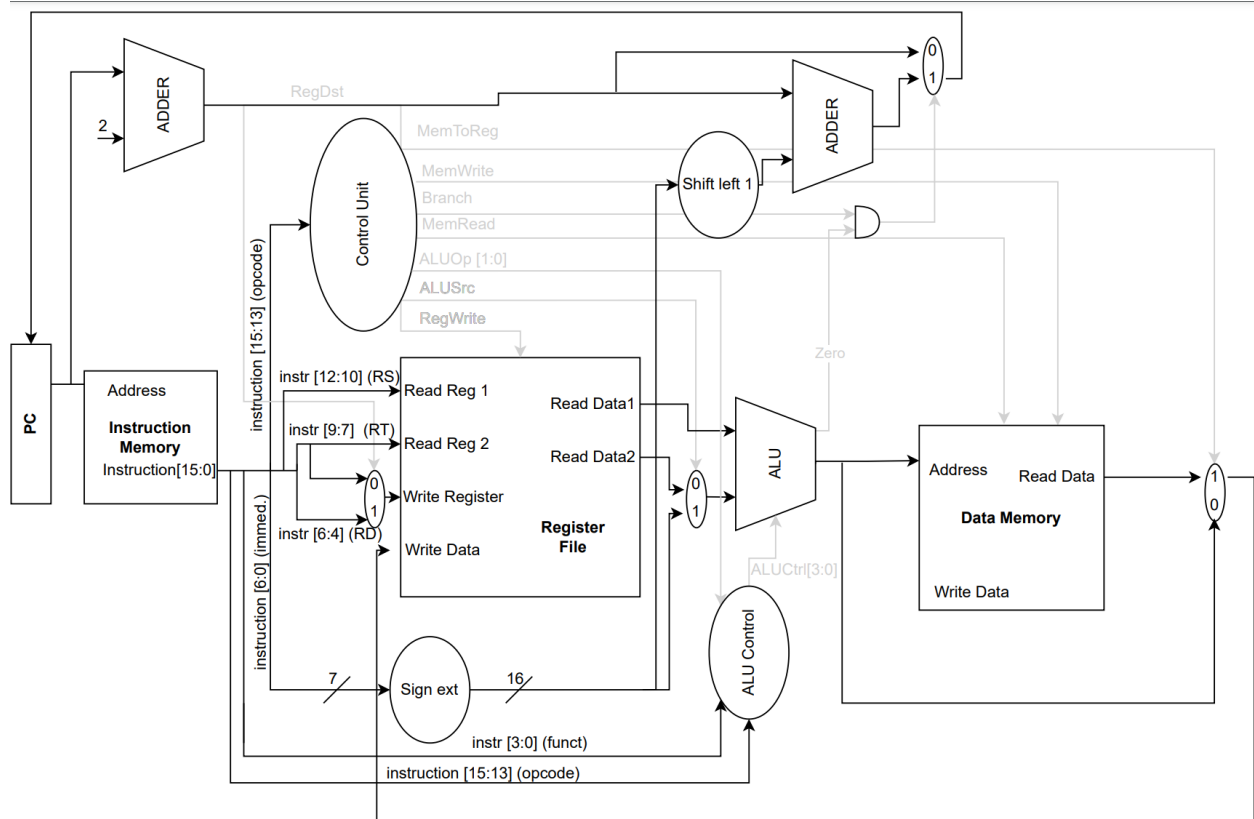 0
1
ADDER
2
RegDst
ADDER
MemToReg
MemWrite
Branch
MemRead
ALUOp [1:0]
ALUSrc
RegWrite
Control Unit
Shift left 1
instruction [15:13] (opcode)
Zero
PC
Address
Instruction
Memory
Instruction[15:0]
instr [12:10] (RS)
instr [9:7] (RT)
0
1
instr [6:4] (RD)
Read Reg 1
Read Reg 2
Write Register
Write Data
Read Data1
Read Data2
Register
File
0
1
ALU
ALUCtrl[3:0]
Address
Read Data
Data Memory
Write Data
1
0
instruction [6:0] (immed.)
7
Sign ext
16
ALU Control
instr [3:0] (funct)
instruction [15:13] (opcode)